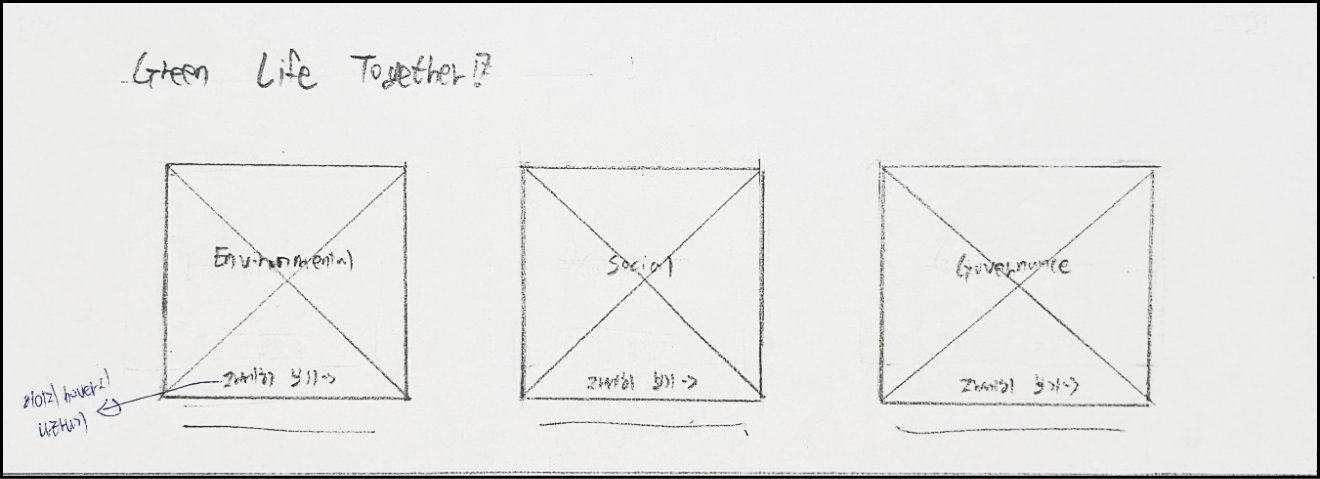 Green Life Together!?
Environmental
Social
Governance
자세히 보기->
자세히 보기->
자세히 보기->
이미지 hover시
나타나기